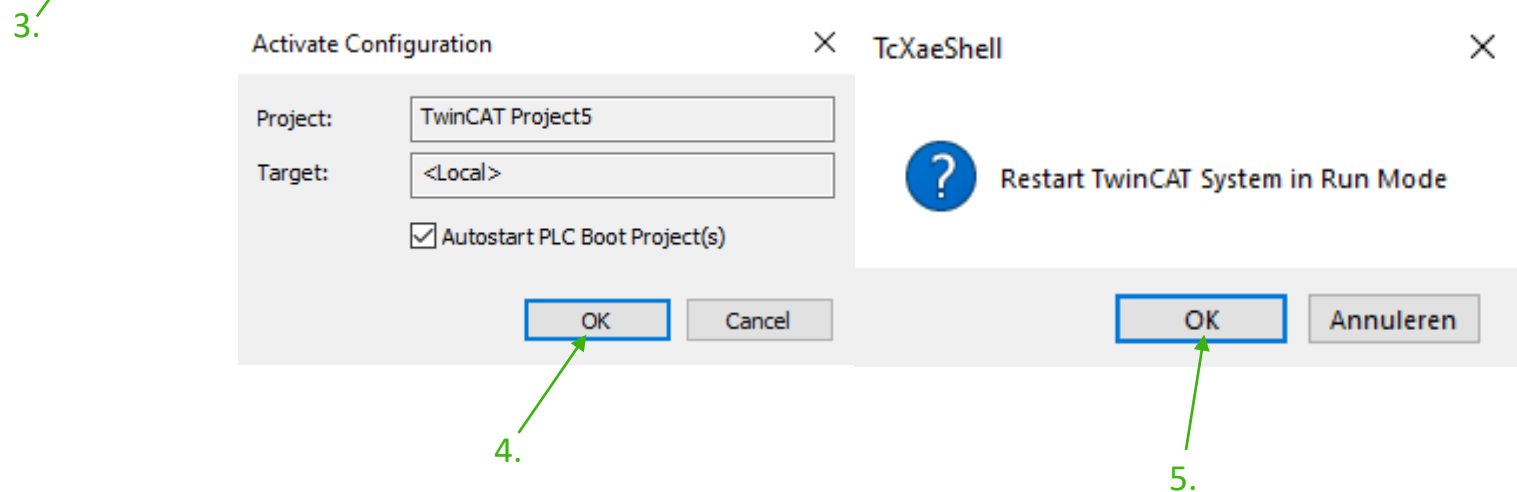 3.
Activate Configuration
Project:
TwinCAT Project5
Target:
<Local>
Autostart PLC Boot Project(s)
OK
Cancel
4.
TcXaeShell
Restart TwinCAT System in Run Mode
OK
Annuleren
5.